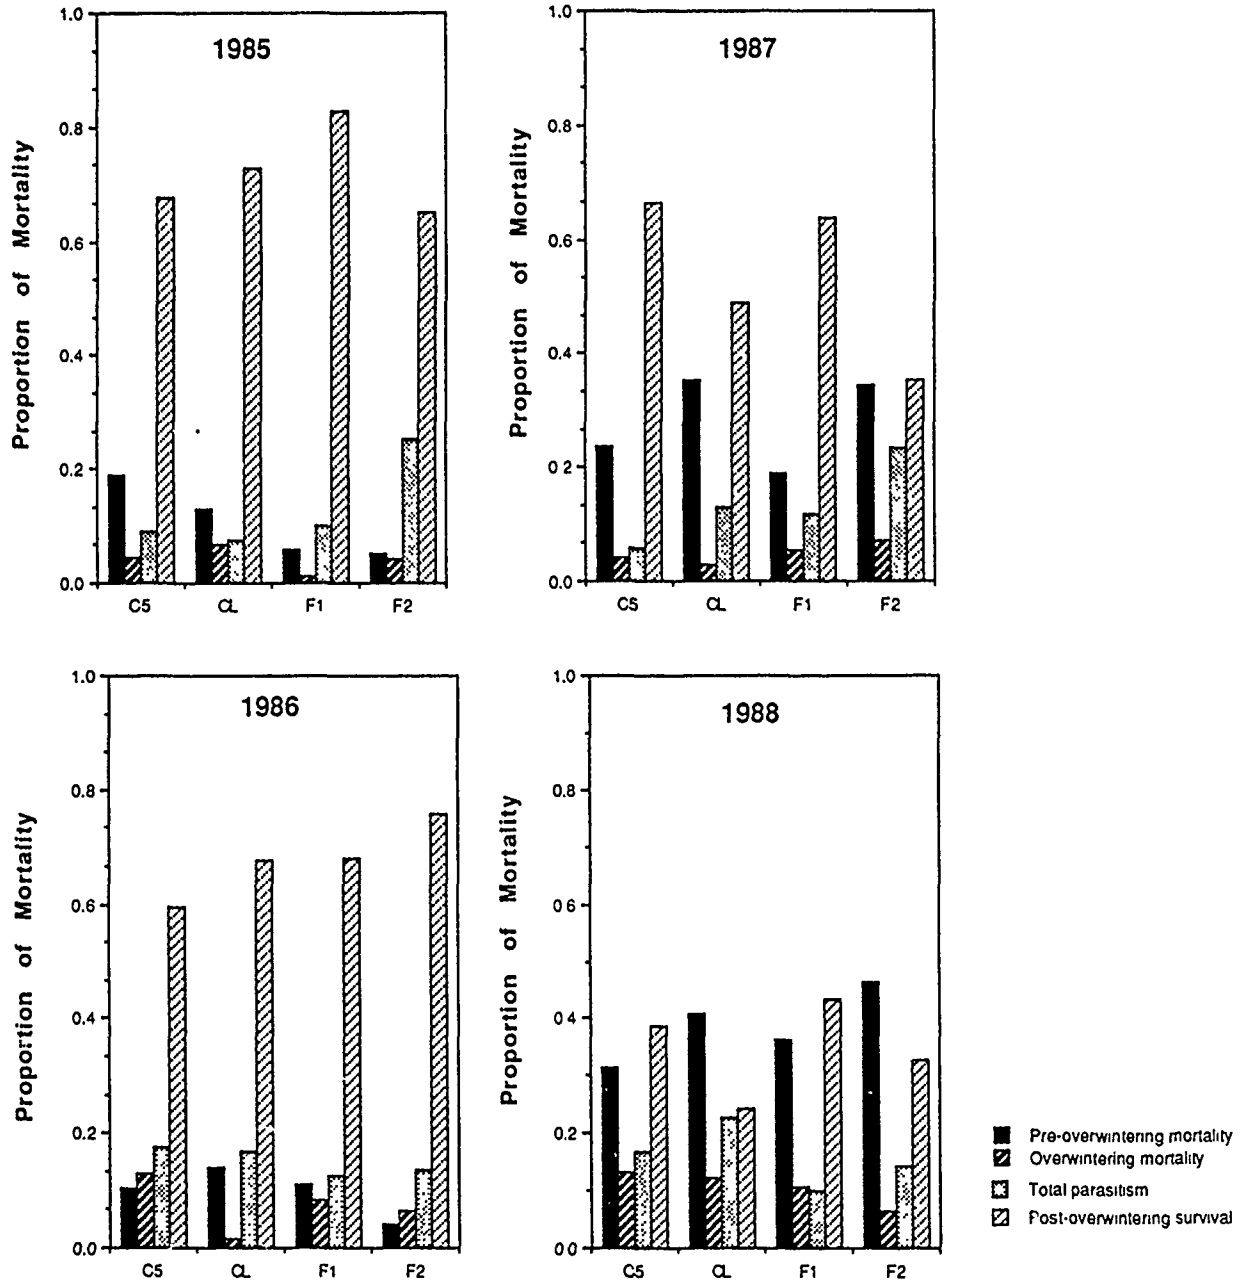 1985
Proportion of Mortality
1.0
0.8
0.6
0.4
0.2
0.0
C5 CL F1 F2
1987
Proportion of Mortality
1.0
0.8
0.6
0.4
0.2
0.0
C5 CL F1 F2
1986
Proportion of Mortality
1.0
0.8
0.6
0.4
0.2
0.0
C5 CL F1 F2
1988
Proportion of Mortality
1.0
0.8
0 6
0 4
0.2
0 0
C5 CL F1 F2
Pre-overwintering mortality
Overwintering mortality
Total parasitism
Post-overwintering survival